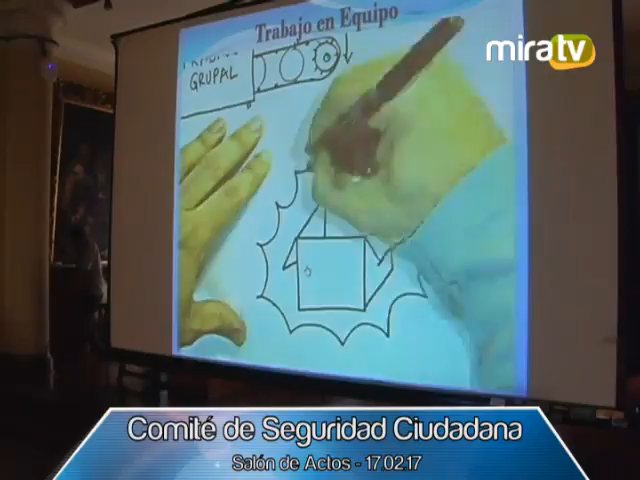 Trabajo en Equipo
miratv
GRUPAL
Comité de Seguridad Ciudadana
Salón de Actos - 17.02.17